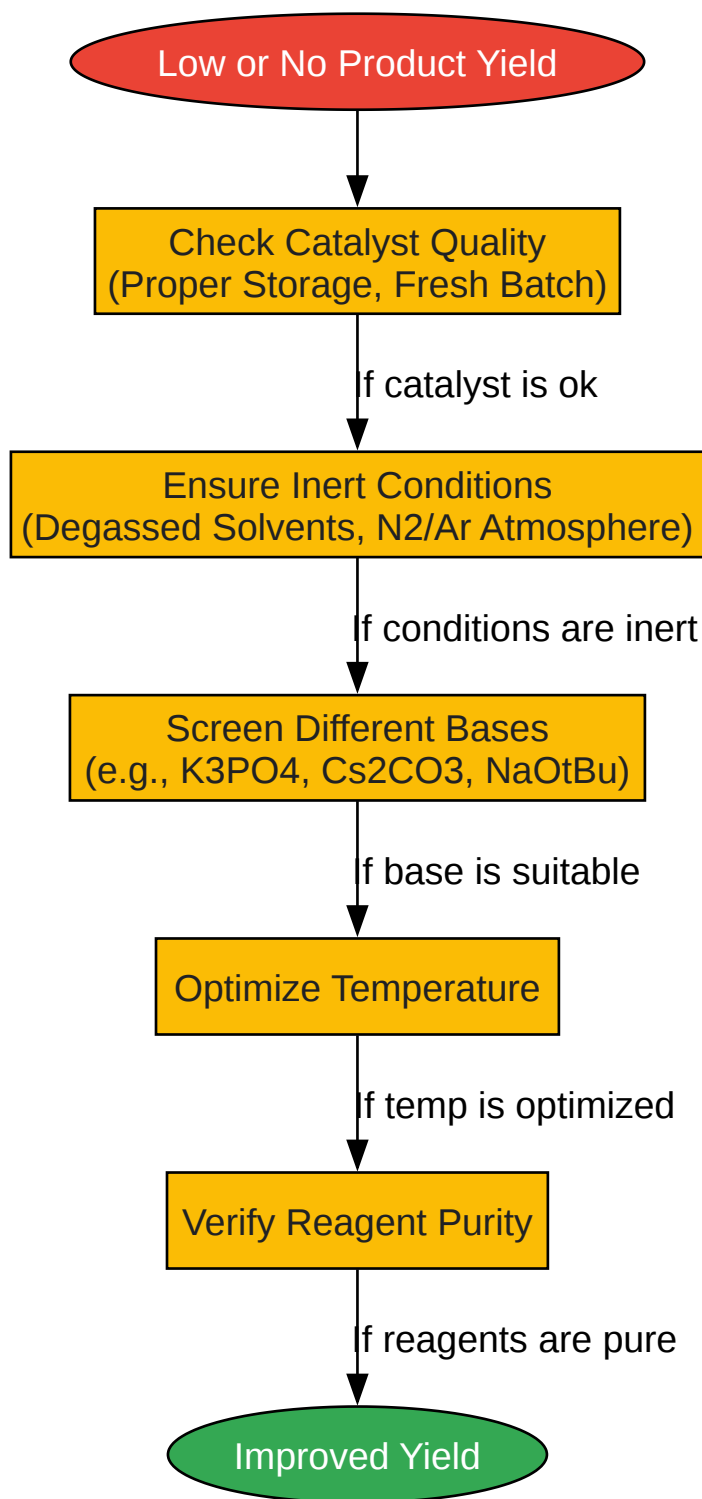 Low or No Product Yield
Check Catalyst Quality
(Proper Storage, Fresh Batch)
If catalyst is ok
Ensure Inert Conditions
(Degassed Solvents, N2/Ar Atmosphere)
If conditions are inert
Screen Different Bases
(e.g., K3PO4, Cs2CO3, NaOtBu)
If base is suitable
Optimize Temperature
If temp is optimized
Verify Reagent Purity
If reagents are pure
Improved Yield